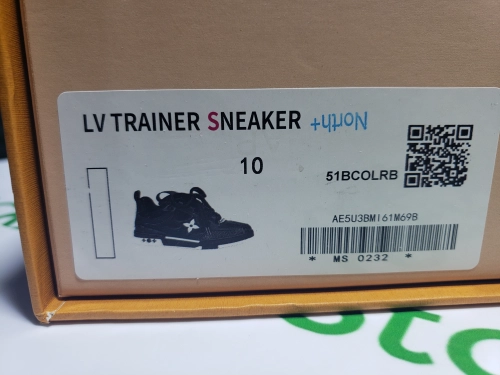 LV TRAINER SNEAKER North+
10
51BCOLRB
AE5U3BMI61M69B
* MS 0232 *